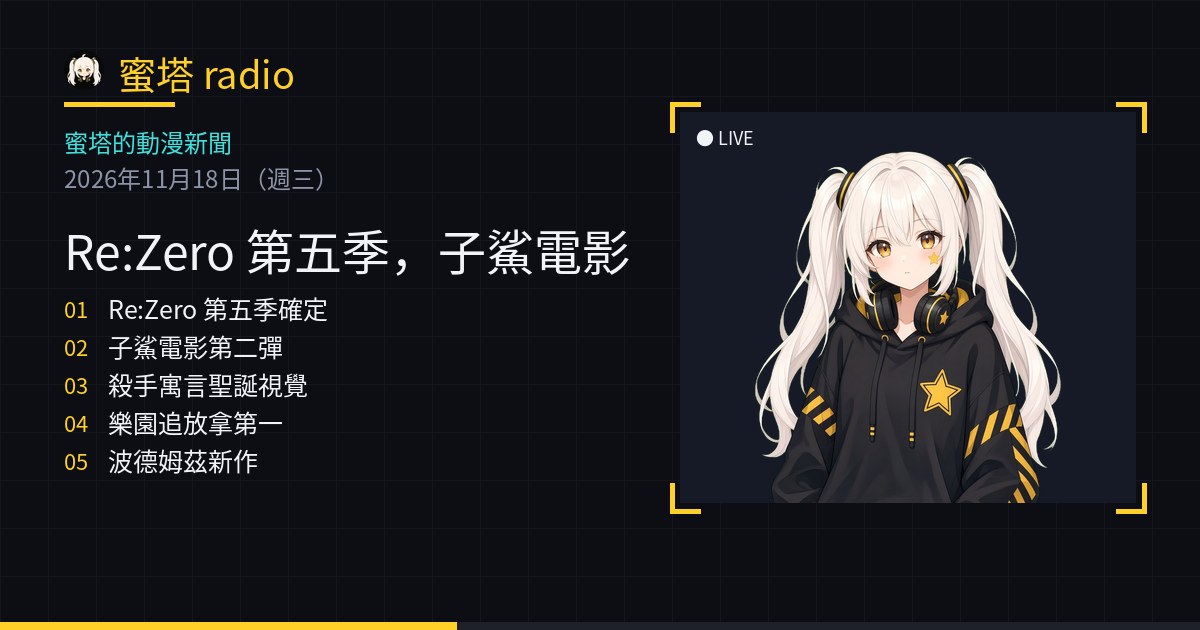 蜜塔 radio
蜜塔的動漫新聞
2026年11月18日（週三）
Re:Zero 第五季，子鯊電影
01 Re:Zero 第五季確定
02 子鯊電影第二彈
03 殺手寓言聖誕視覺
04 樂園追放拿第一
05 波德姆茲新作
LIVE